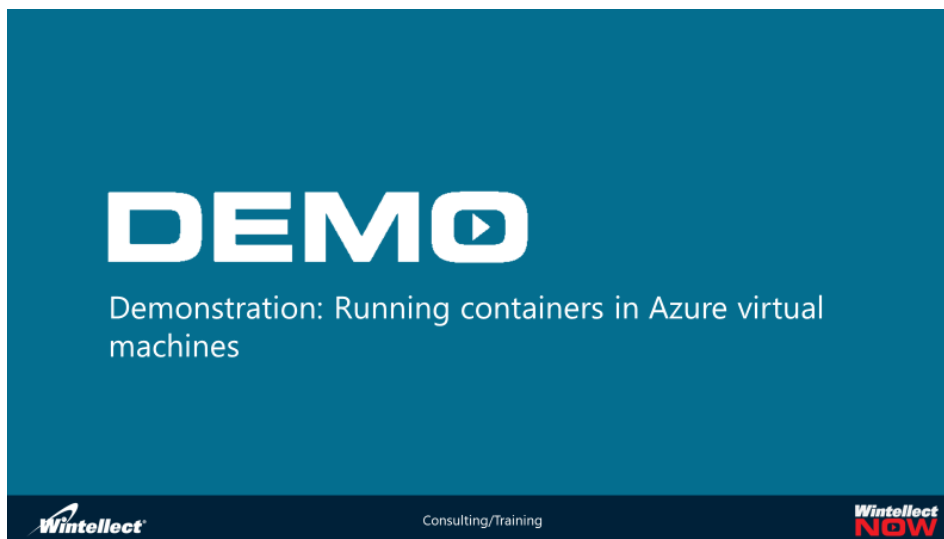 DEMO
Demonstration: Running containers in Azure virtual
machines
Wintellect
Consulting/Training
Wintellect
NOW